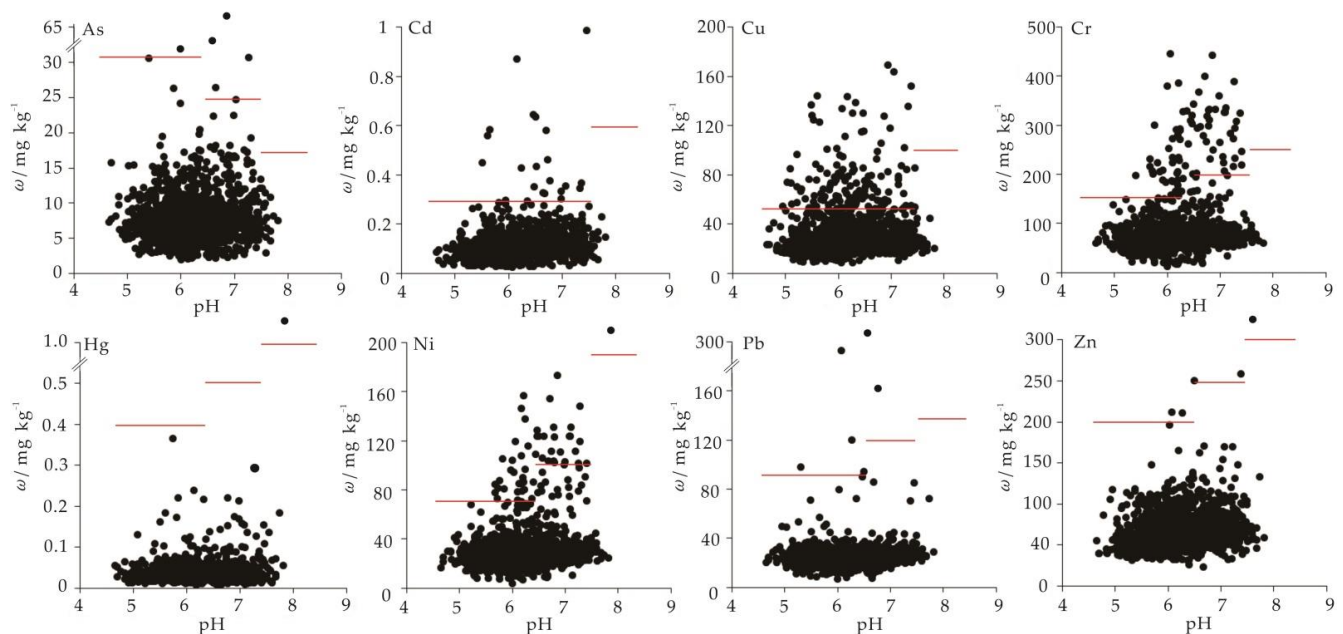 As
ω/mg kg⁻¹
65
30
25
20
15
10
5
0
4 5 6 7 8 9
pH
Cd
ω/mg kg⁻¹
1
0.8
0.6
0.4
0.2
0
4 5 6 7 8 9
pH
Cu
ω/mg kg⁻¹
200
160
120
80
40
0
4 5 6 7 8 9
pH
Cr
ω/mg kg⁻¹
500
400
300
200
100
0
4 5 6 7 8 9
pH
Hg
ω/mg kg⁻¹
1.0
0.5
0.4
0.3
0.2
0.1
0
4 5 6 7 8 9
pH
Ni
ω/mg kg⁻¹
200
160
120
80
40
0
4 5 6 7 8 9
pH
Pb
ω/mg kg⁻¹
300
160
120
80
40
0
4 5 6 7 8 9
pH
Zn
ω/mg kg⁻¹
300
250
200
150
100
40
0
4 5 6 7 8 9
pH